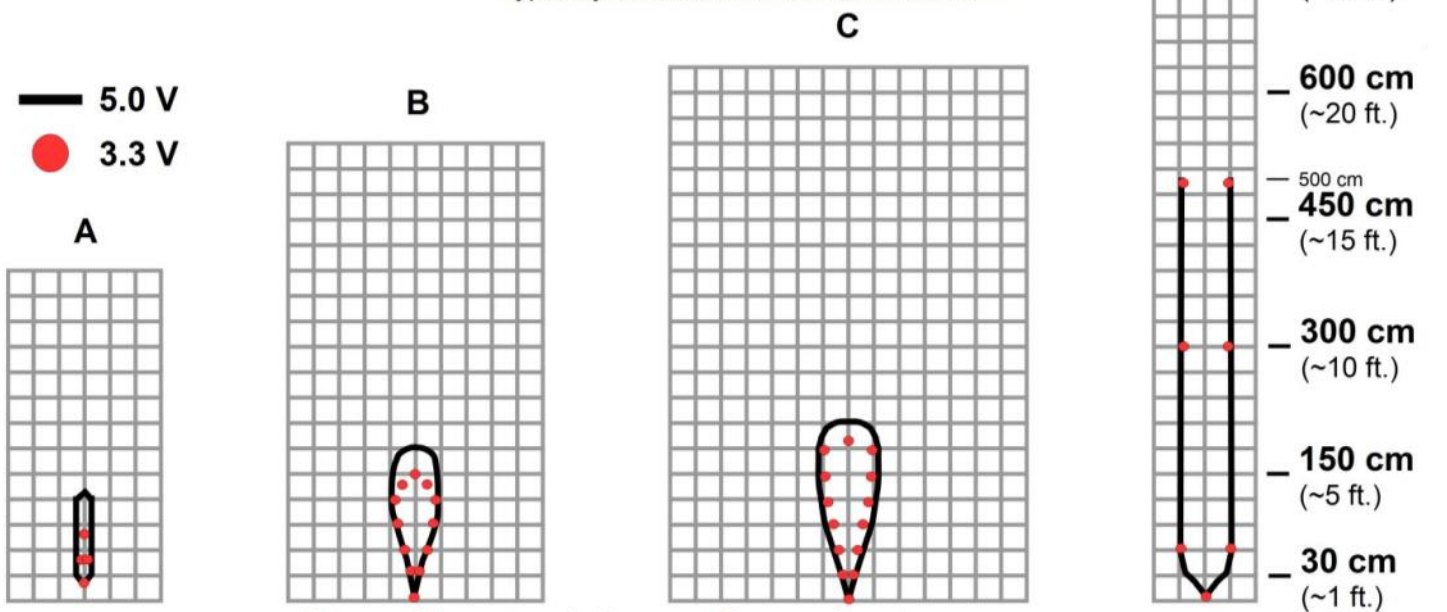 C
B
5.0 V
3.3 V
A
600 cm
(~20 ft.)
500 cm
450 cm
(~15 ft.)
300 cm
(~10 ft.)
150 cm
(~5 ft.)
30 cm
(~1 ft.)